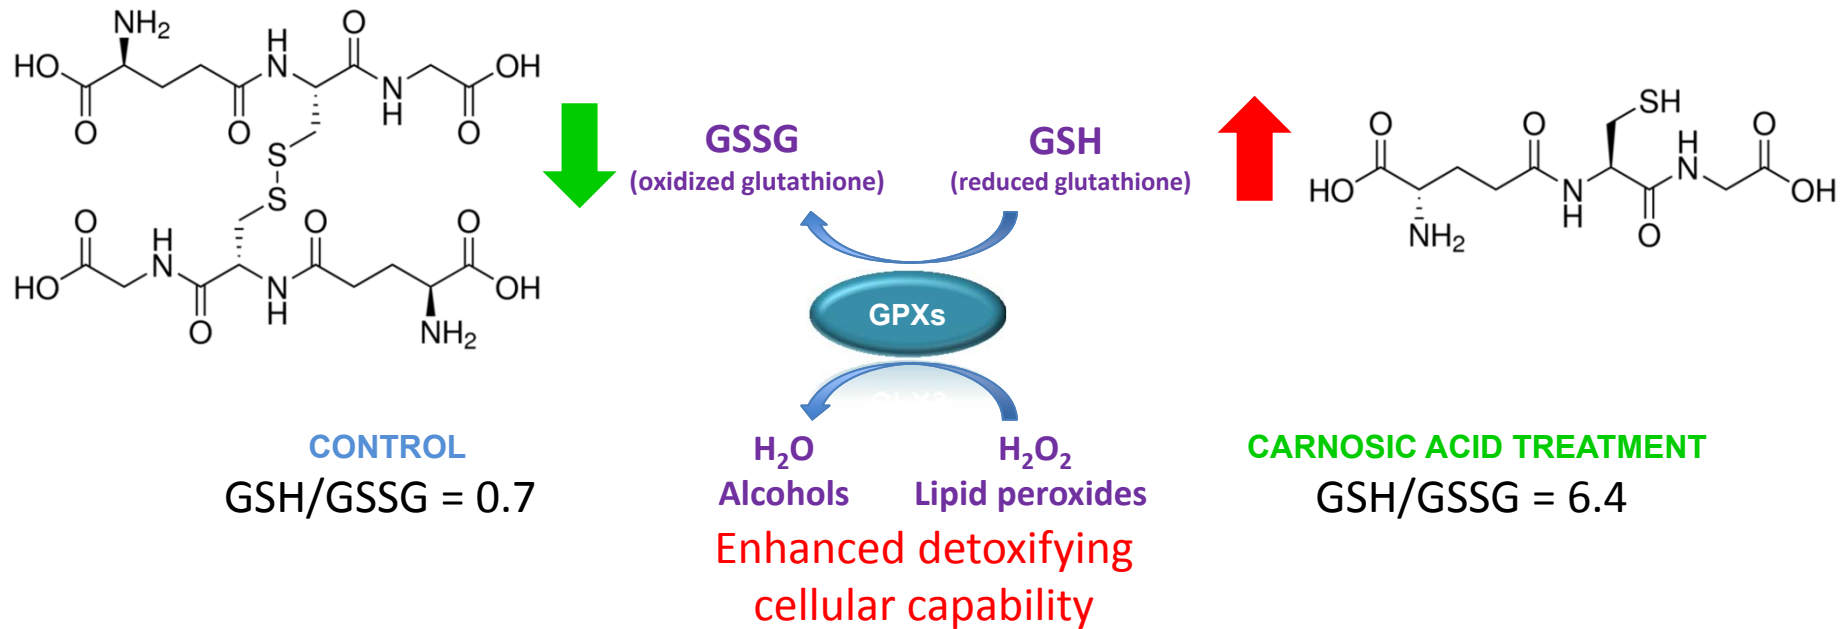 NH₂
O
H
HO
N
OH
N
H
O
O
O
S
S
O
H
O
O
HO
N
N
H
OH
O
NH₂
GSSG
(oxidized glutathione)
GSH
(reduced glutathione)
SH
O
O
H
N
O
HO
N
H
OH
NH₂
O
GPXs
H₂O
Alcohols
H₂O₂
Lipid peroxides
CONTROL
GSH/GSSG = 0.7
CARNOSIC ACID TREATMENT
GSH/GSSG = 6.4
Enhanced detoxifying
cellular capability